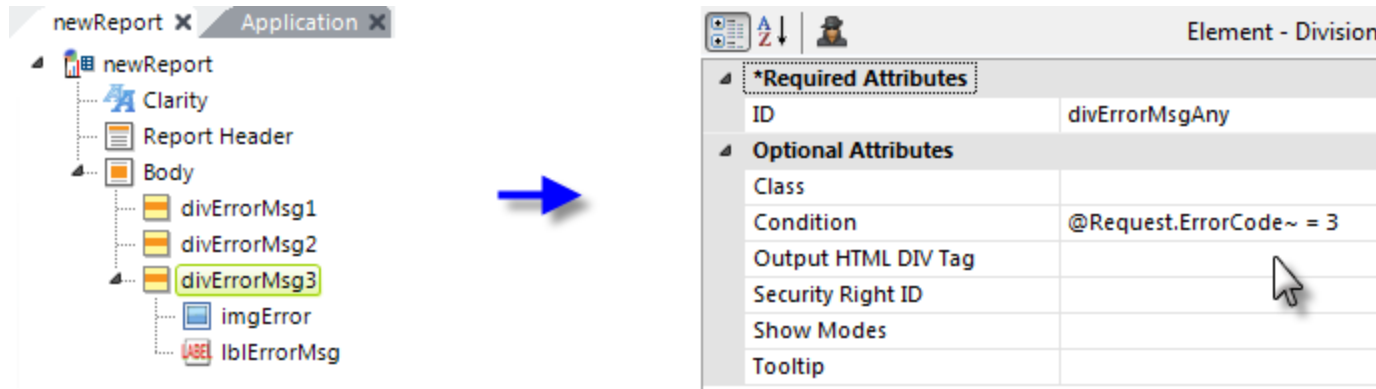 newReport
Application
newReport
Clarity
Report Header
Body
divErrorMsg1
divErrorMsg2
divErrorMsg3
imgError
LABEL lblErrorMsg
A
Z
Element - Division
*Required Attributes
ID divErrorMsgAny
Optional Attributes
Class
Condition @Request.ErrorCode~ = 3
Output HTML DIV Tag
Security Right ID
Show Modes
Tooltip